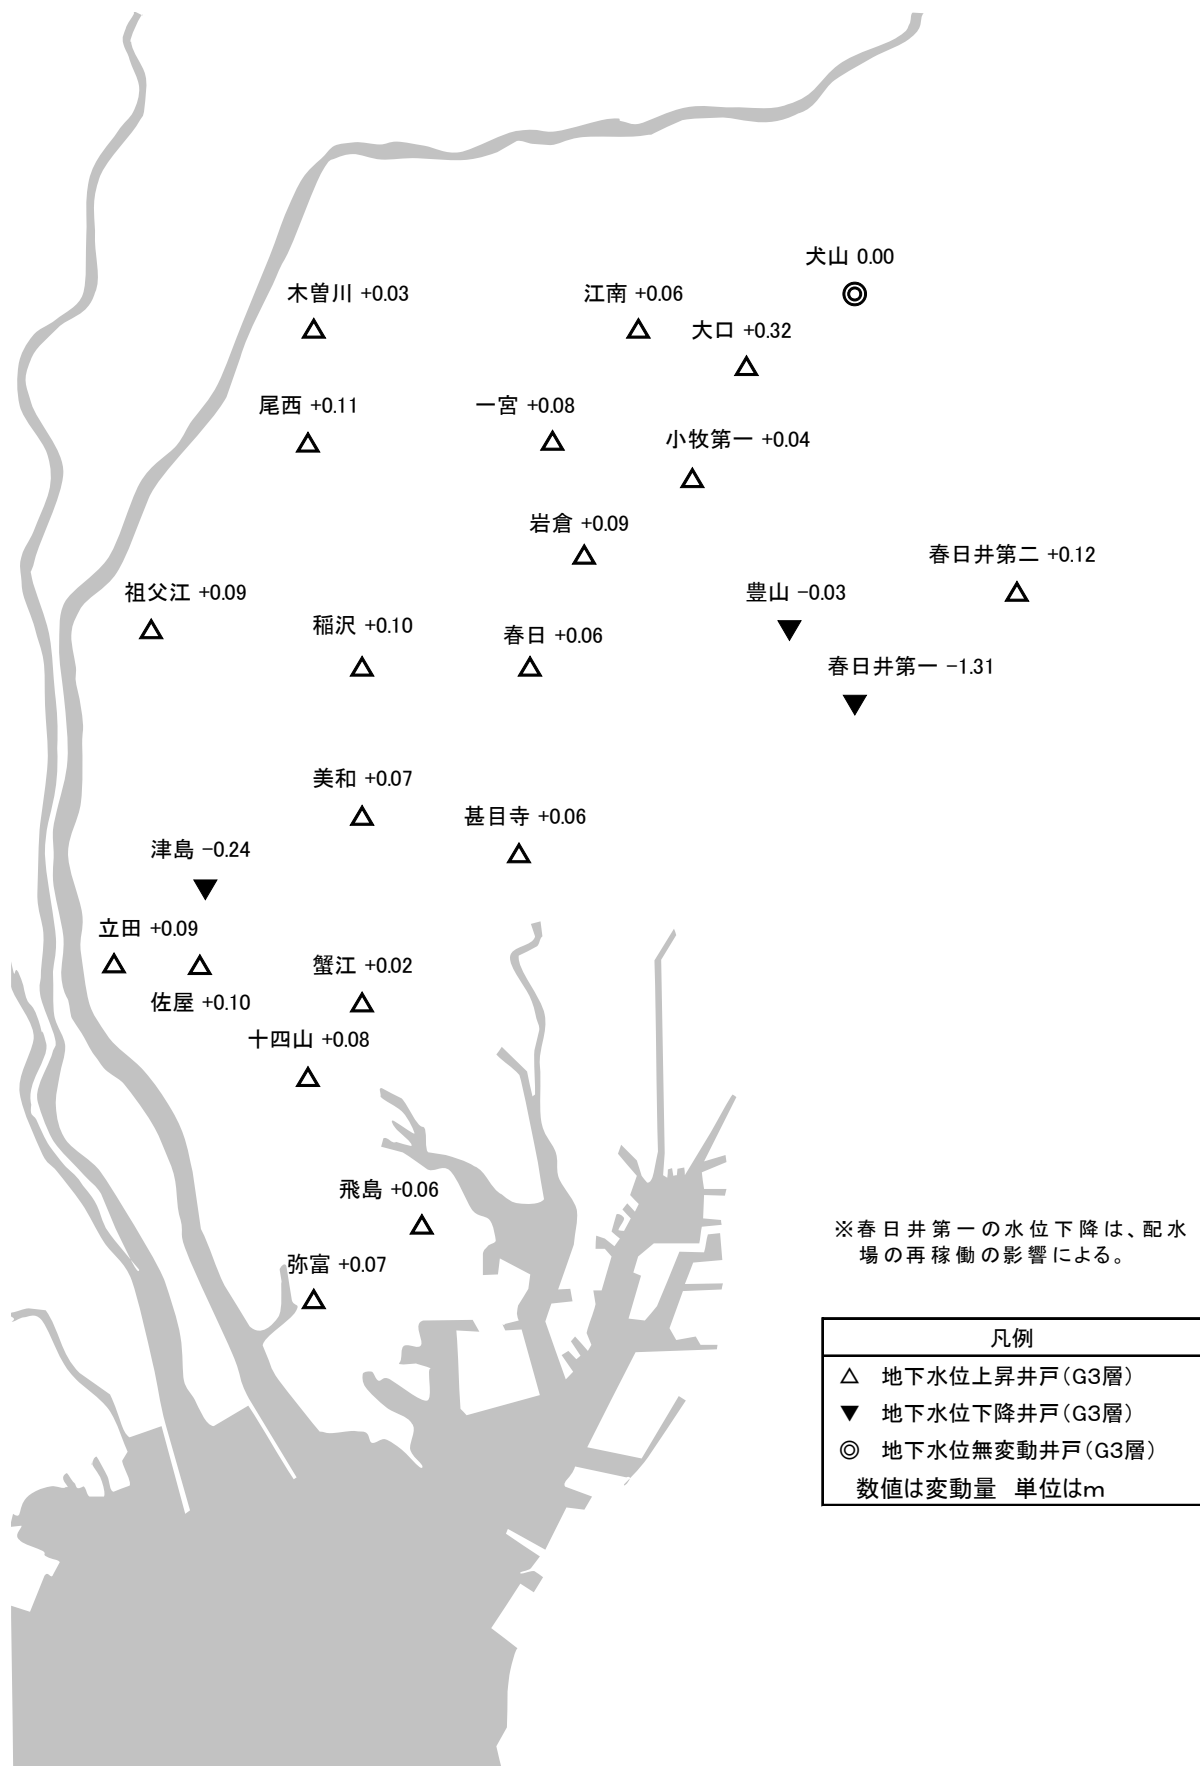 犬山 0.00
木曽川 +0.03
江南 +0.06
大口 +0.32
尾西 +0.11
一宮 +0.08
小牧第一 +0.04
岩倉 +0.09
春日井第二 +0.12
祖父江 +0.09
豊山 -0.03
稲沢 +0.10
春日 +0.06
春日井第一 -1.31
美和 +0.07
甚目寺 +0.06
津島 -0.24
立田 +0.09
蟹江 +0.02
佐屋 +0.10
十四山 +0.08
飛島 +0.06
弥富 +0.07
※春日井第一の水位下降は、配水
場の再稼働の影響による。
凡例
△ 地下水位上昇井戸(G3層)
▼ 地下水位下降井戸(G3層)
◎ 地下水位無変動井戸(G3層)
数値は変動量 単位はm